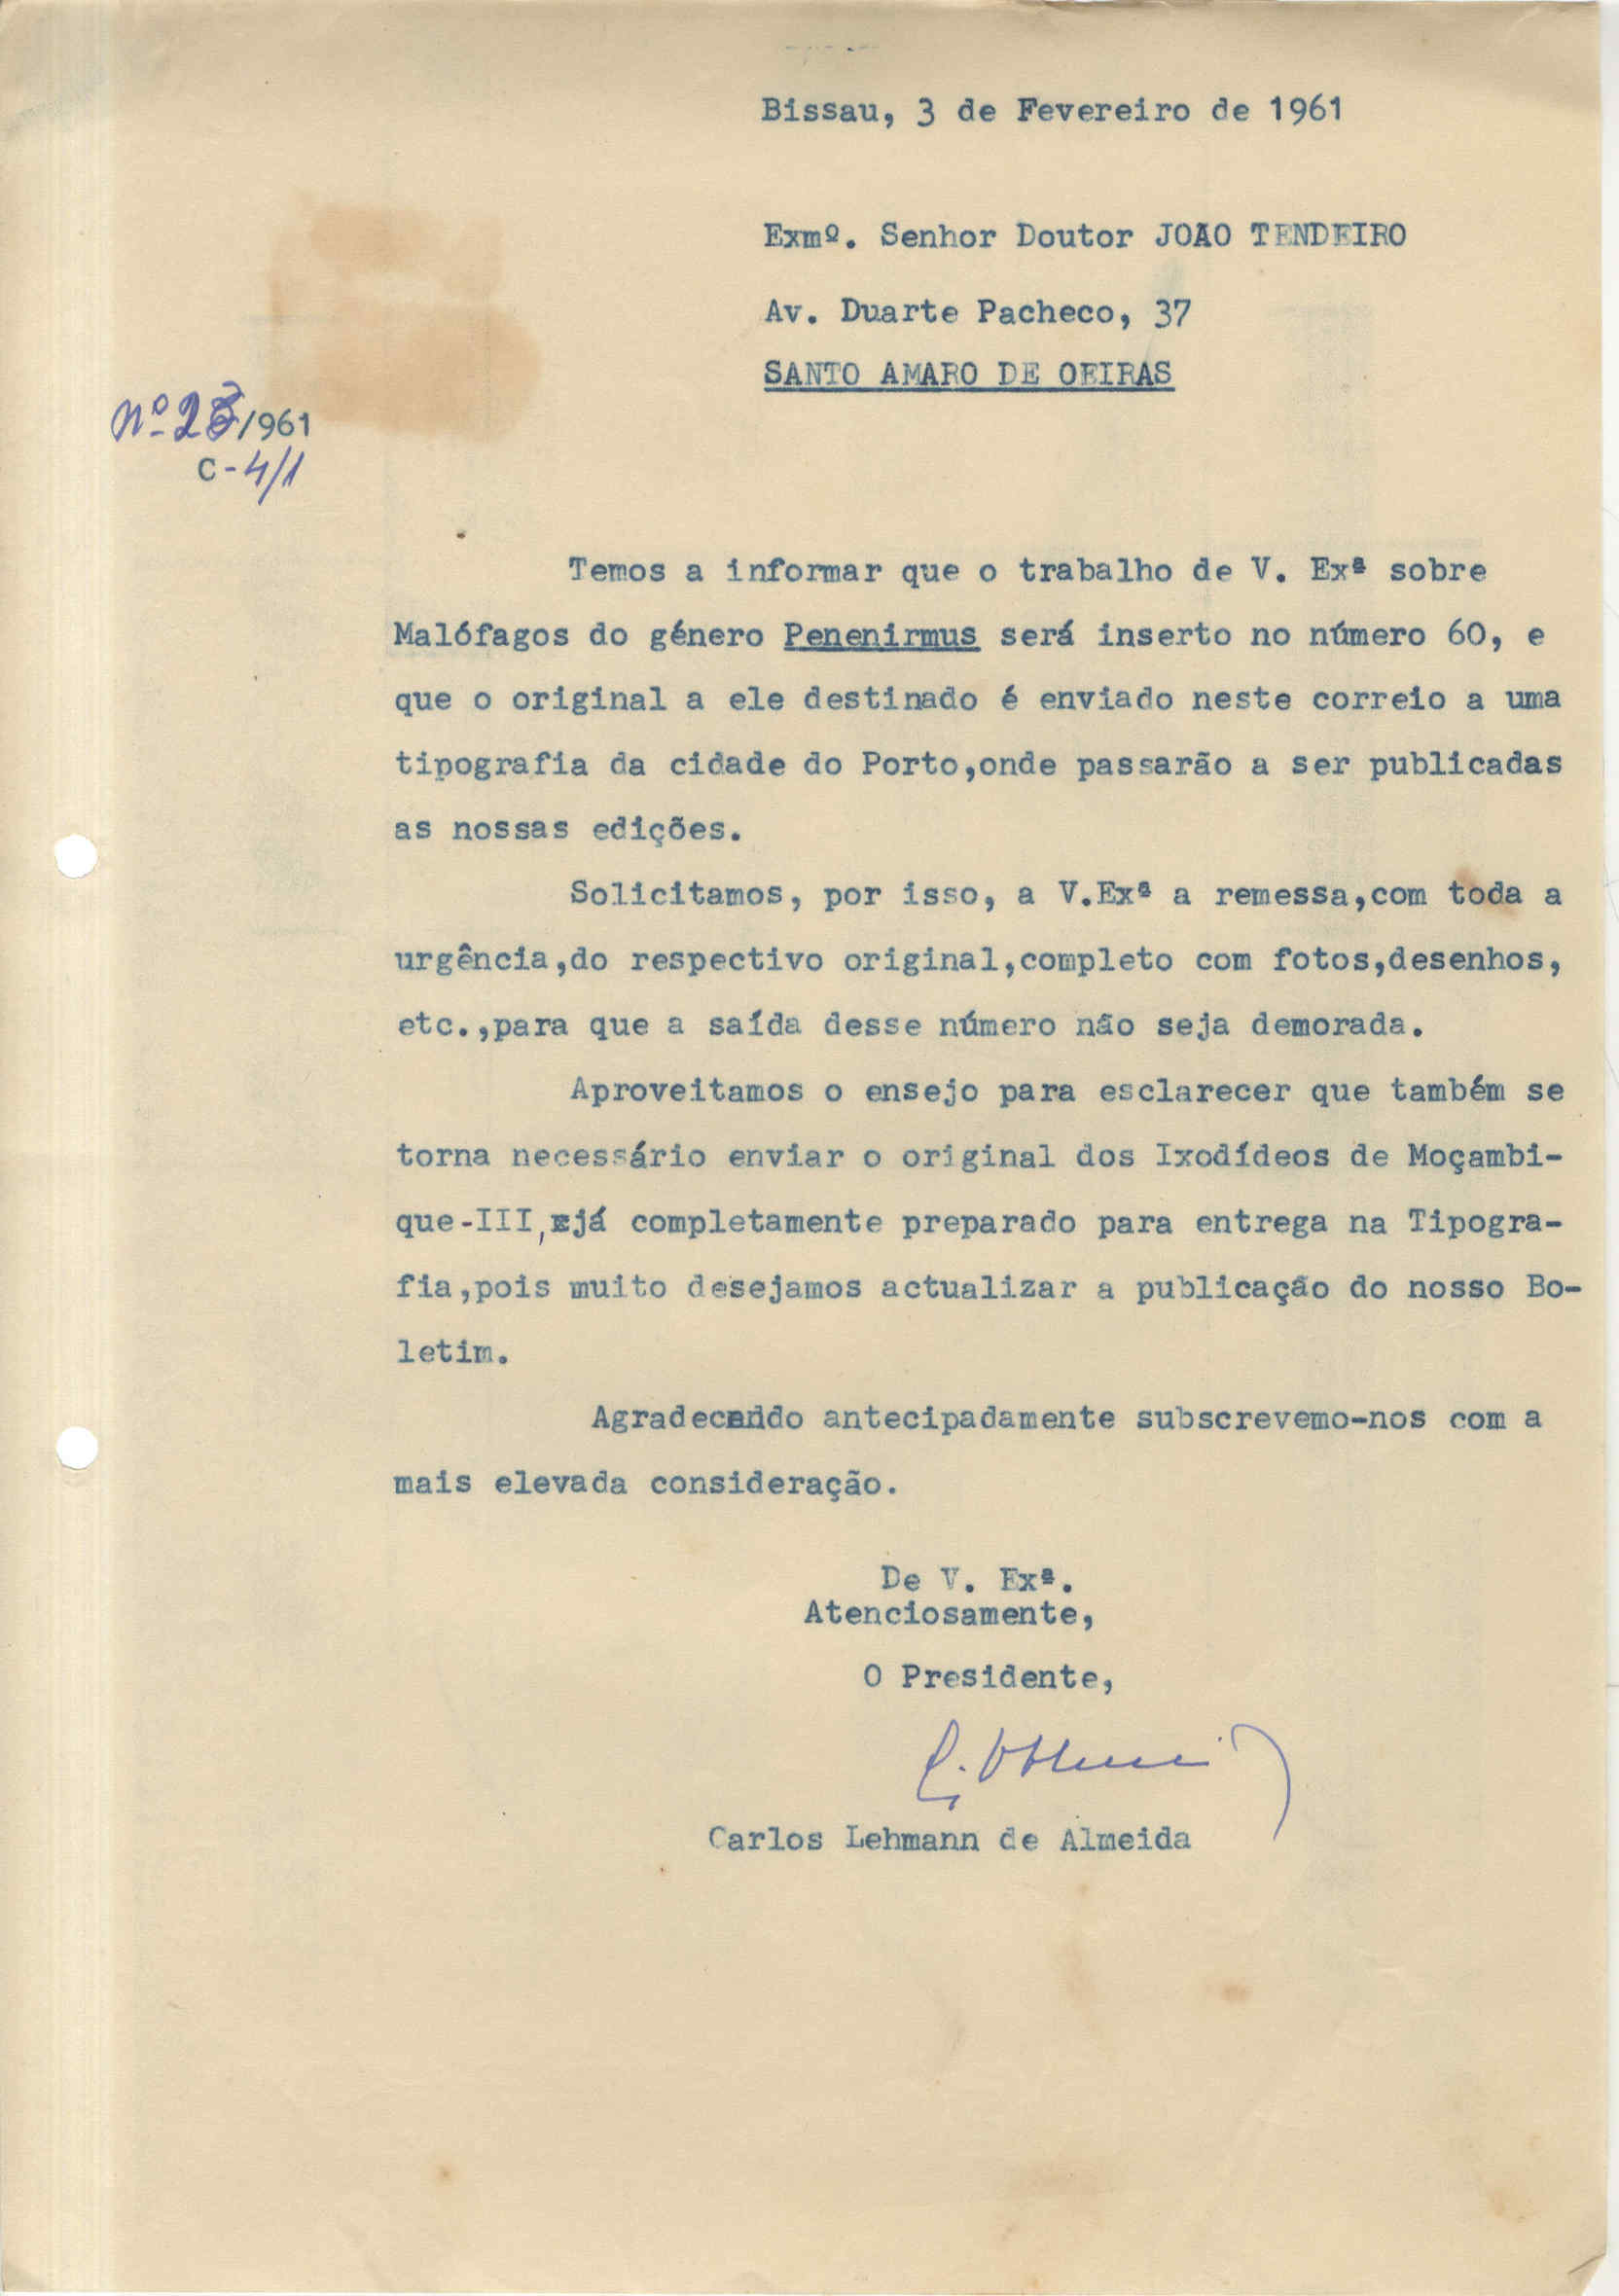 Bissau, 3 de Fevereiro de 1961
Exmº. Senhor Doutor JOAO TENDEIRO
Av. Duarte Pacheco, 37
SANTO AMARO DE OEIRAS
Nº /961
C-4/1
Temos a informar que o trabalho de V. Exª sobre
Malófagos do género Penenirmus será inserto no número 60, e
que o original a ele destinado é enviado neste correio a uma
tipografia da cidade do Porto,onde passarão a ser publicadas
as nossas edições.
Solicitamos, por isso, a V.Exª a remessa,com toda a
urgência,do respectivo original,completo com fotos,desenhos,
etc.,para que a saída desse número não seja demorada.
Aproveitamos o ensejo para esclarecer que também se
torna necessário enviar o original dos Ixodídeos de Moçambi-
que-III, já completamente preparado para entrega na Tipogra-
fia,pois muito desejamos actualizar a publicação do nosso Bo-
letim.
Agradecendo antecipadamente subscrevemo-nos com a
mais elevada consideração.
De V. Exª.
Atenciosamente,
O Presidente,
Carlos Lehmann de Almeida